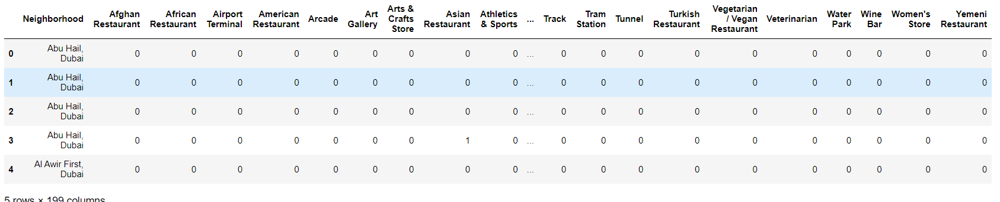 Neighborhood Afghan Restaurant African Restaurant Airport Terminal American Restaurant Arcade Art Gallery Arts & Crafts Store Asian Restaurant Athletics & Sports ... Track Tram Station Tunnel Turkish Restaurant Vegetarian / Vegan Restaurant Veterinarian Water Park Wine Bar Women's Store Yemeni Restaurant
0 Abu Hail, Dubai 0 0 0 0 0 0 0 0 0 ... 0 0 0 0 0 0 0 0 0 0
1 Abu Hail, Dubai 0 0 0 0 0 0 0 0 0 ... 0 0 0 0 0 0 0 0 0 0
2 Abu Hail, Dubai 0 0 0 0 0 0 0 0 0 ... 0 0 0 0 0 0 0 0 0 0
3 Abu Hail, Dubai 0 0 0 0 0 0 0 1 0 ... 0 0 0 0 0 0 0 0 0 0
4 Al Awir First, Dubai 0 0 0 0 0 0 0 0 0 ... 0 0 0 0 0 0 0 0 0 0
5 rows × 199 columns